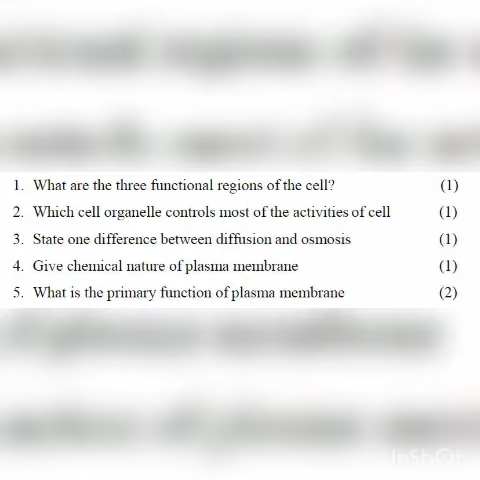 1. What are the three functional regions of the cell? (1)
2. Which cell organelle controls most of the activities of cell (1)
3. State one difference between diffusion and osmosis (1)
4. Give chemical nature of plasma membrane (1)
5. What is the primary function of plasma membrane (2)
InShOt